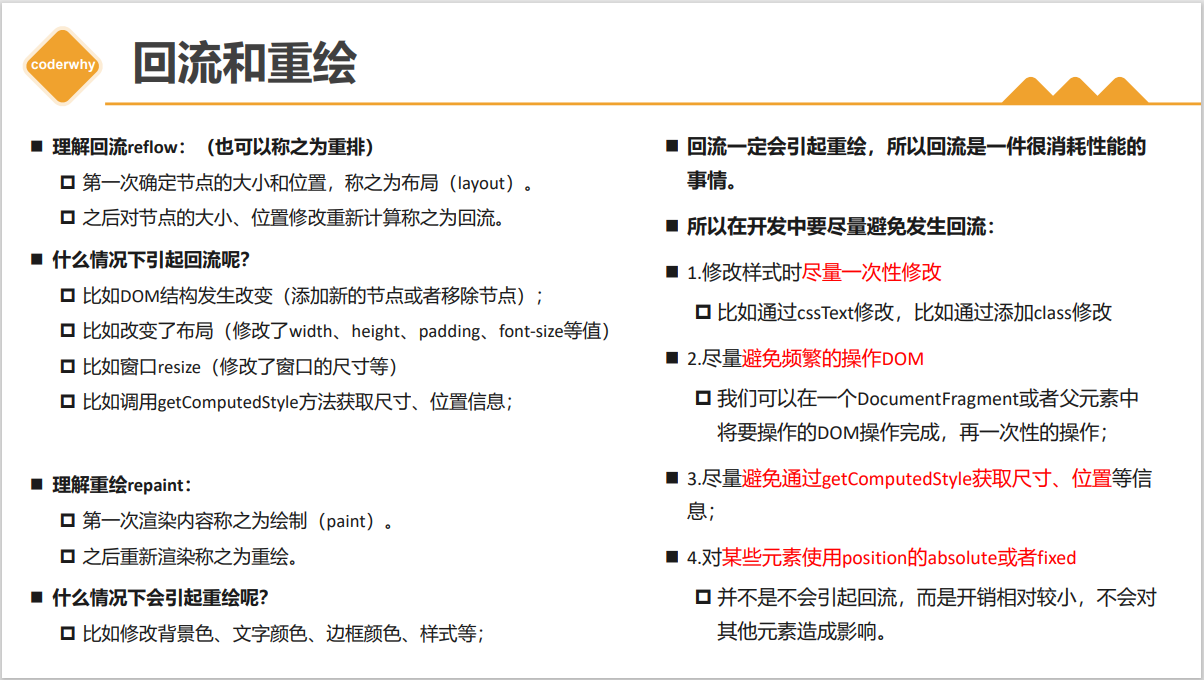 coderwhy
回流和重绘
■ 理解回流reflow：（也可以称之为重排）
第一次确定节点的大小和位置，称之为布局（layout）。
之后对节点的大小、位置修改重新计算称之为回流。
■ 什么情况下引起回流呢？
比如DOM结构发生改变（添加新的节点或者移除节点）；
比如改变了布局（修改了width、height、padding、font-size等值）
比如窗口resize（修改了窗口的尺寸等）
比如调用getComputedStyle方法获取尺寸、位置信息；
■ 理解重绘repaint：
第一次渲染内容称之为绘制（paint）。
之后重新渲染称之为重绘。
■ 什么情况下会引起重绘呢？
比如修改背景色、文字颜色、边框颜色、样式等；
■ 回流一定会引起重绘，所以回流是一件很消耗性能的
事情。
■ 所以在开发中要尽量避免发生回流：
■ 1.修改样式时尽量一次性修改
比如通过cssText修改，比如通过添加class修改
■ 2.尽量避免频繁的操作DOM
我们可以在一个DocumentFragment或者父元素中
将要操作的DOM操作完成，再一次性的操作；
■ 3.尽量避免通过getComputedStyle获取尺寸、位置等信
息；
■ 4.对某些元素使用position的absolute或者fixed
并不是不会引起回流，而是开销相对较小，不会对
其他元素造成影响。